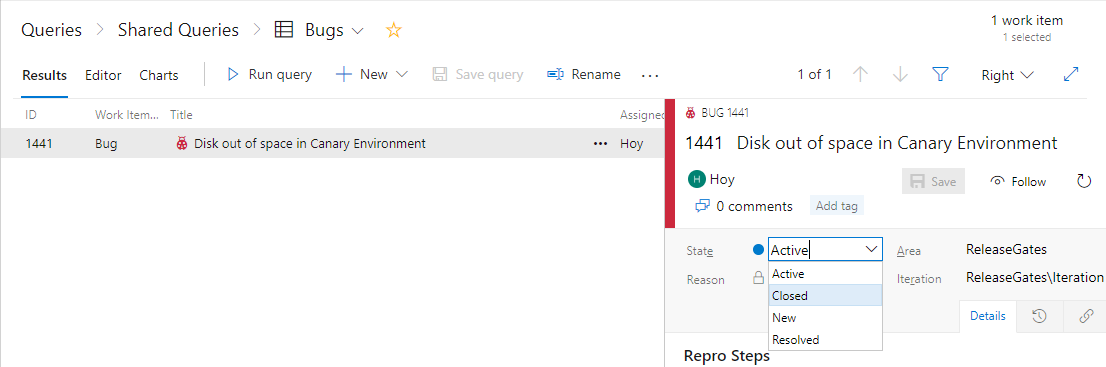 Queries > Shared Queries > Bugs
1 work item
1 selected
Results Editor Charts Run query New Save query Rename ... 1 of 1 Right
ID Work Item... Title Assigned
1441 Bug Disk out of space in Canary Environment ... Hoy
BUG 1441
1441 Disk out of space in Canary Environment
H Hoy Save Follow
0 comments Add tag
State Active Area ReleaseGates
Reason Iteration ReleaseGates\Iteration
Active
Closed
New
Resolved
Details
Repro Steps